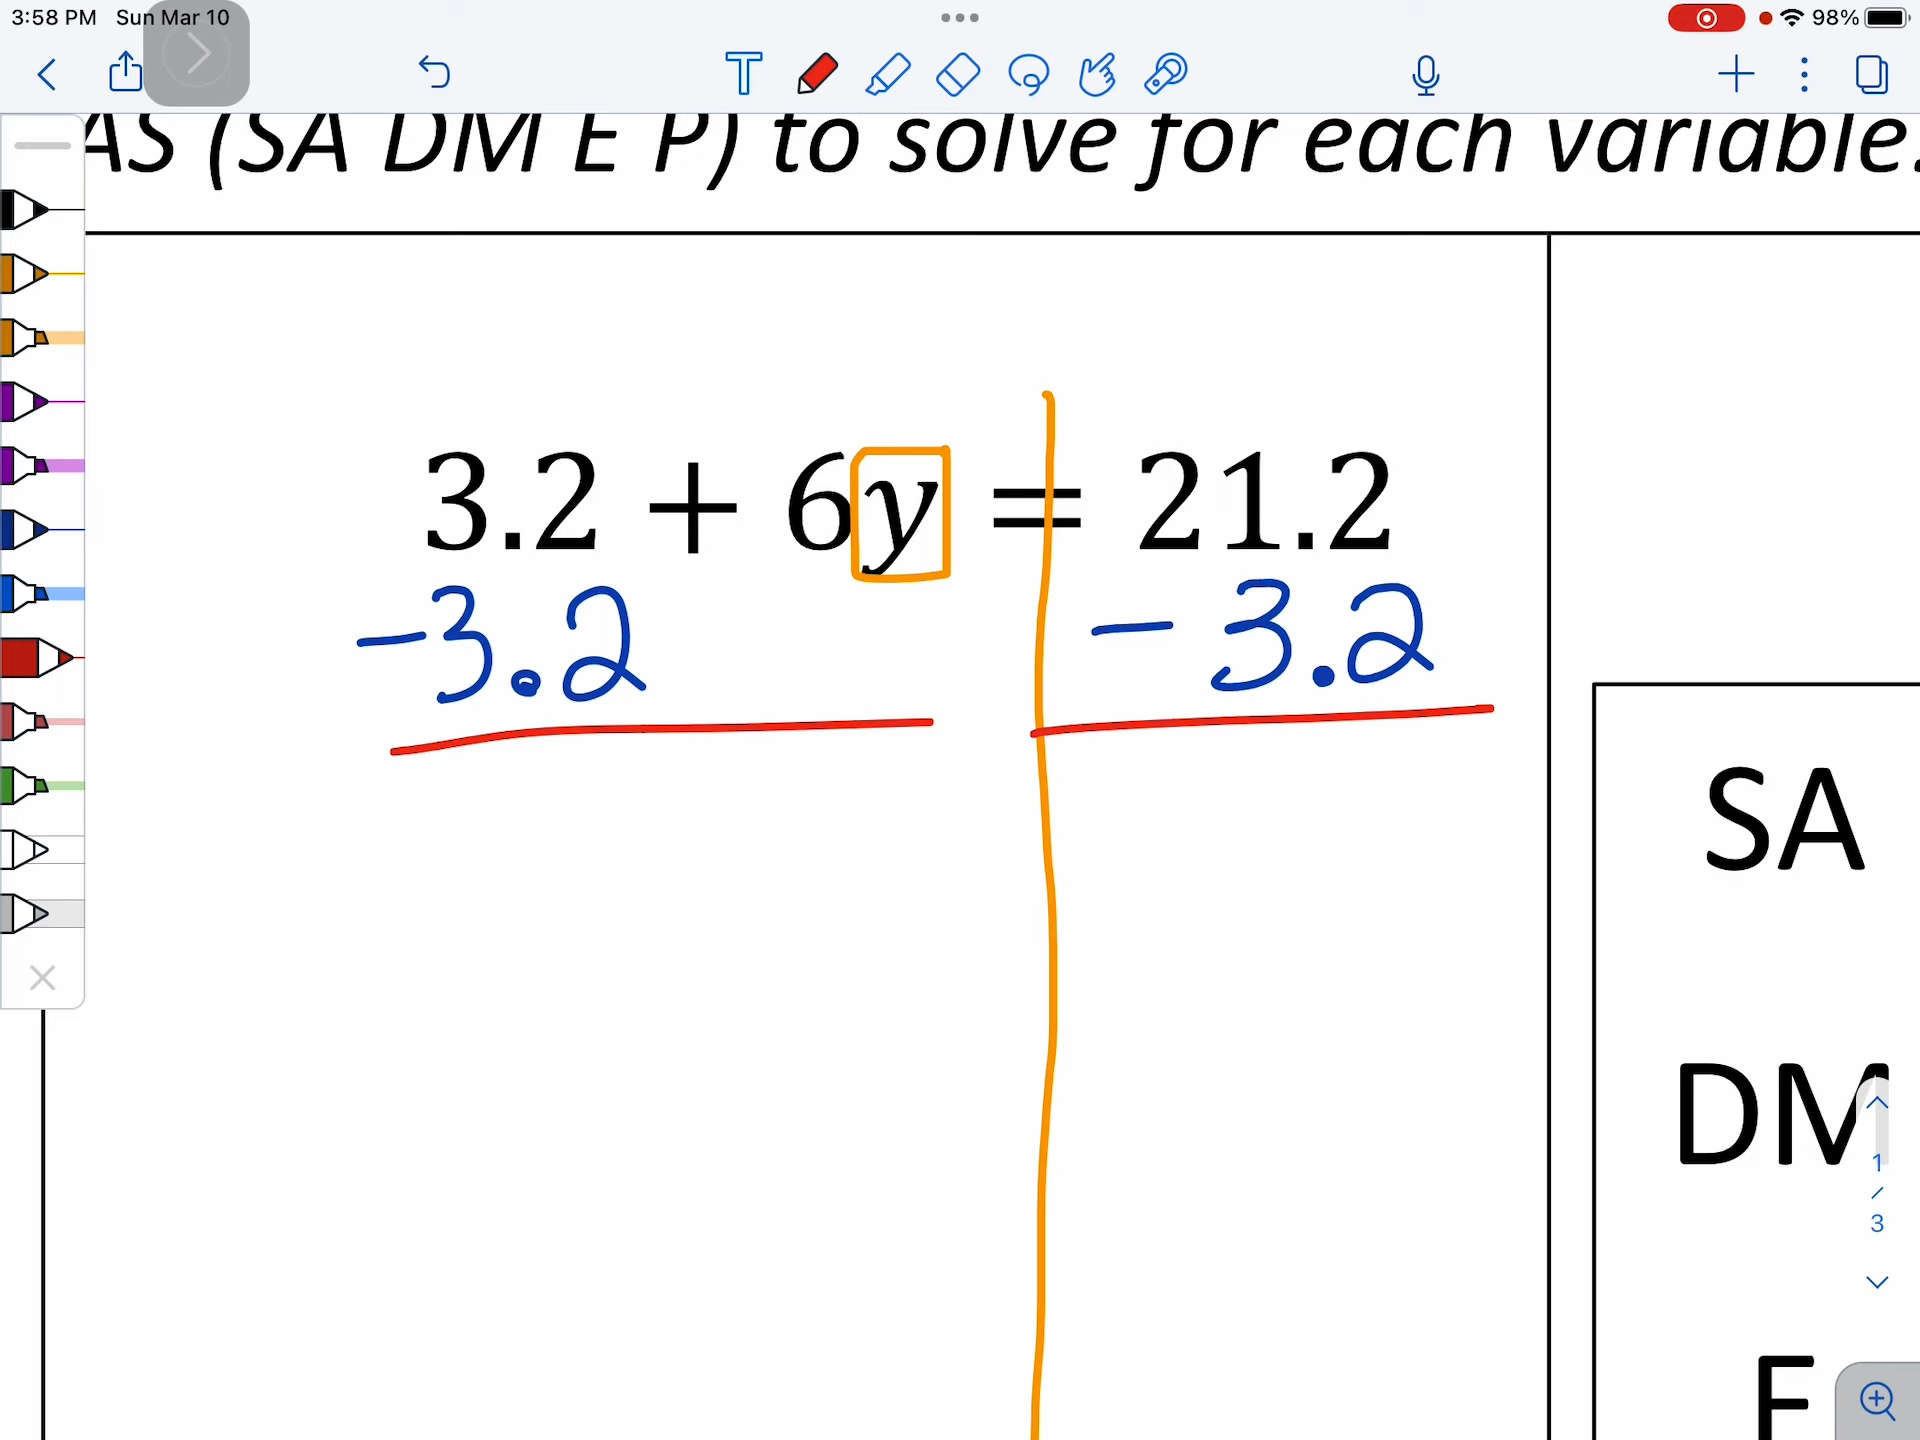 3:58 PM Sun Mar 10 98%
T
AS (SA DM E P) to solve for each variable.
3.2 + 6y = 21.2
-3.2 - 3.2
SA
DM
1
/
3
E